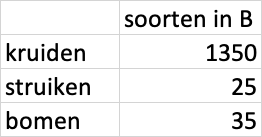 soorten in B
kruiden 1350
struiken 25
bomen 35